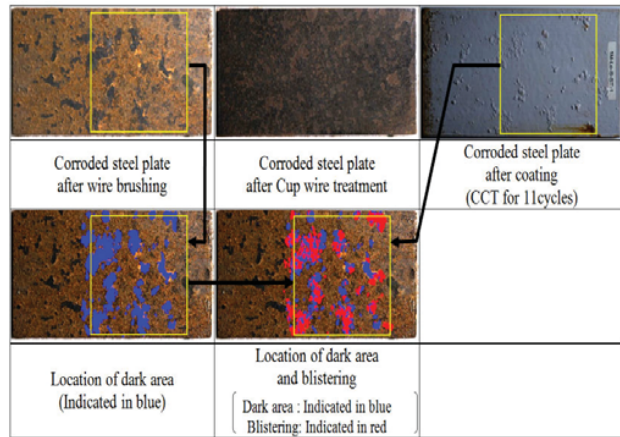 Corroded steel plate
after wire brushing
Corroded steel plate
after Cup wire treatment
Corroded steel plate
after coating
(CCT for 11cycles)
Location of dark area
(Indicated in blue)
Location of dark area
and blistering
Dark area : Indicated in blue
Blistering: Indicated in red